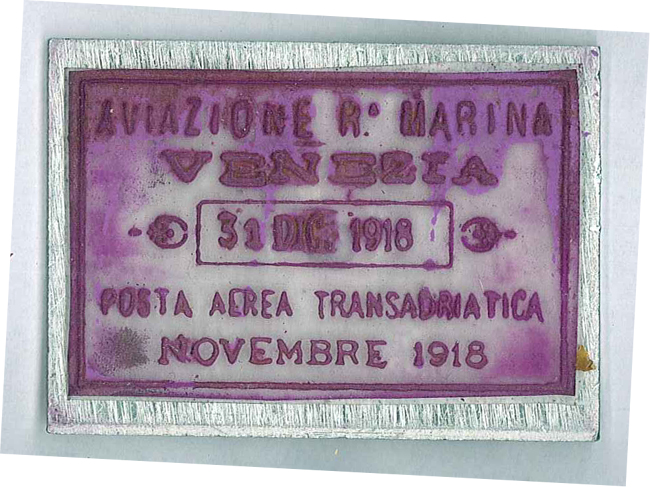 AVIAZIONE R.ª MARINA
VENEZIA
31 DIC. 1918
POSTA AEREA TRANSADRIATICA
NOVEMBRE 1918